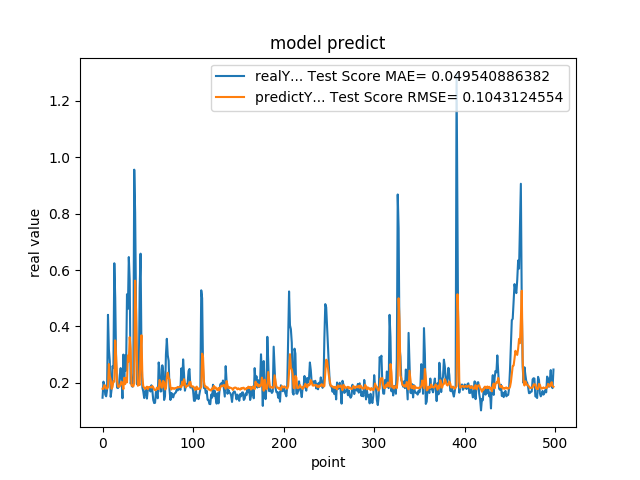 model predict
realY... Test Score MAE= 0.049540886382
predictY... Test Score RMSE= 0.1043124554
1.2
1.0
0.8
0.6
0.4
0.2
real value
0 100 200 300 400 500
point